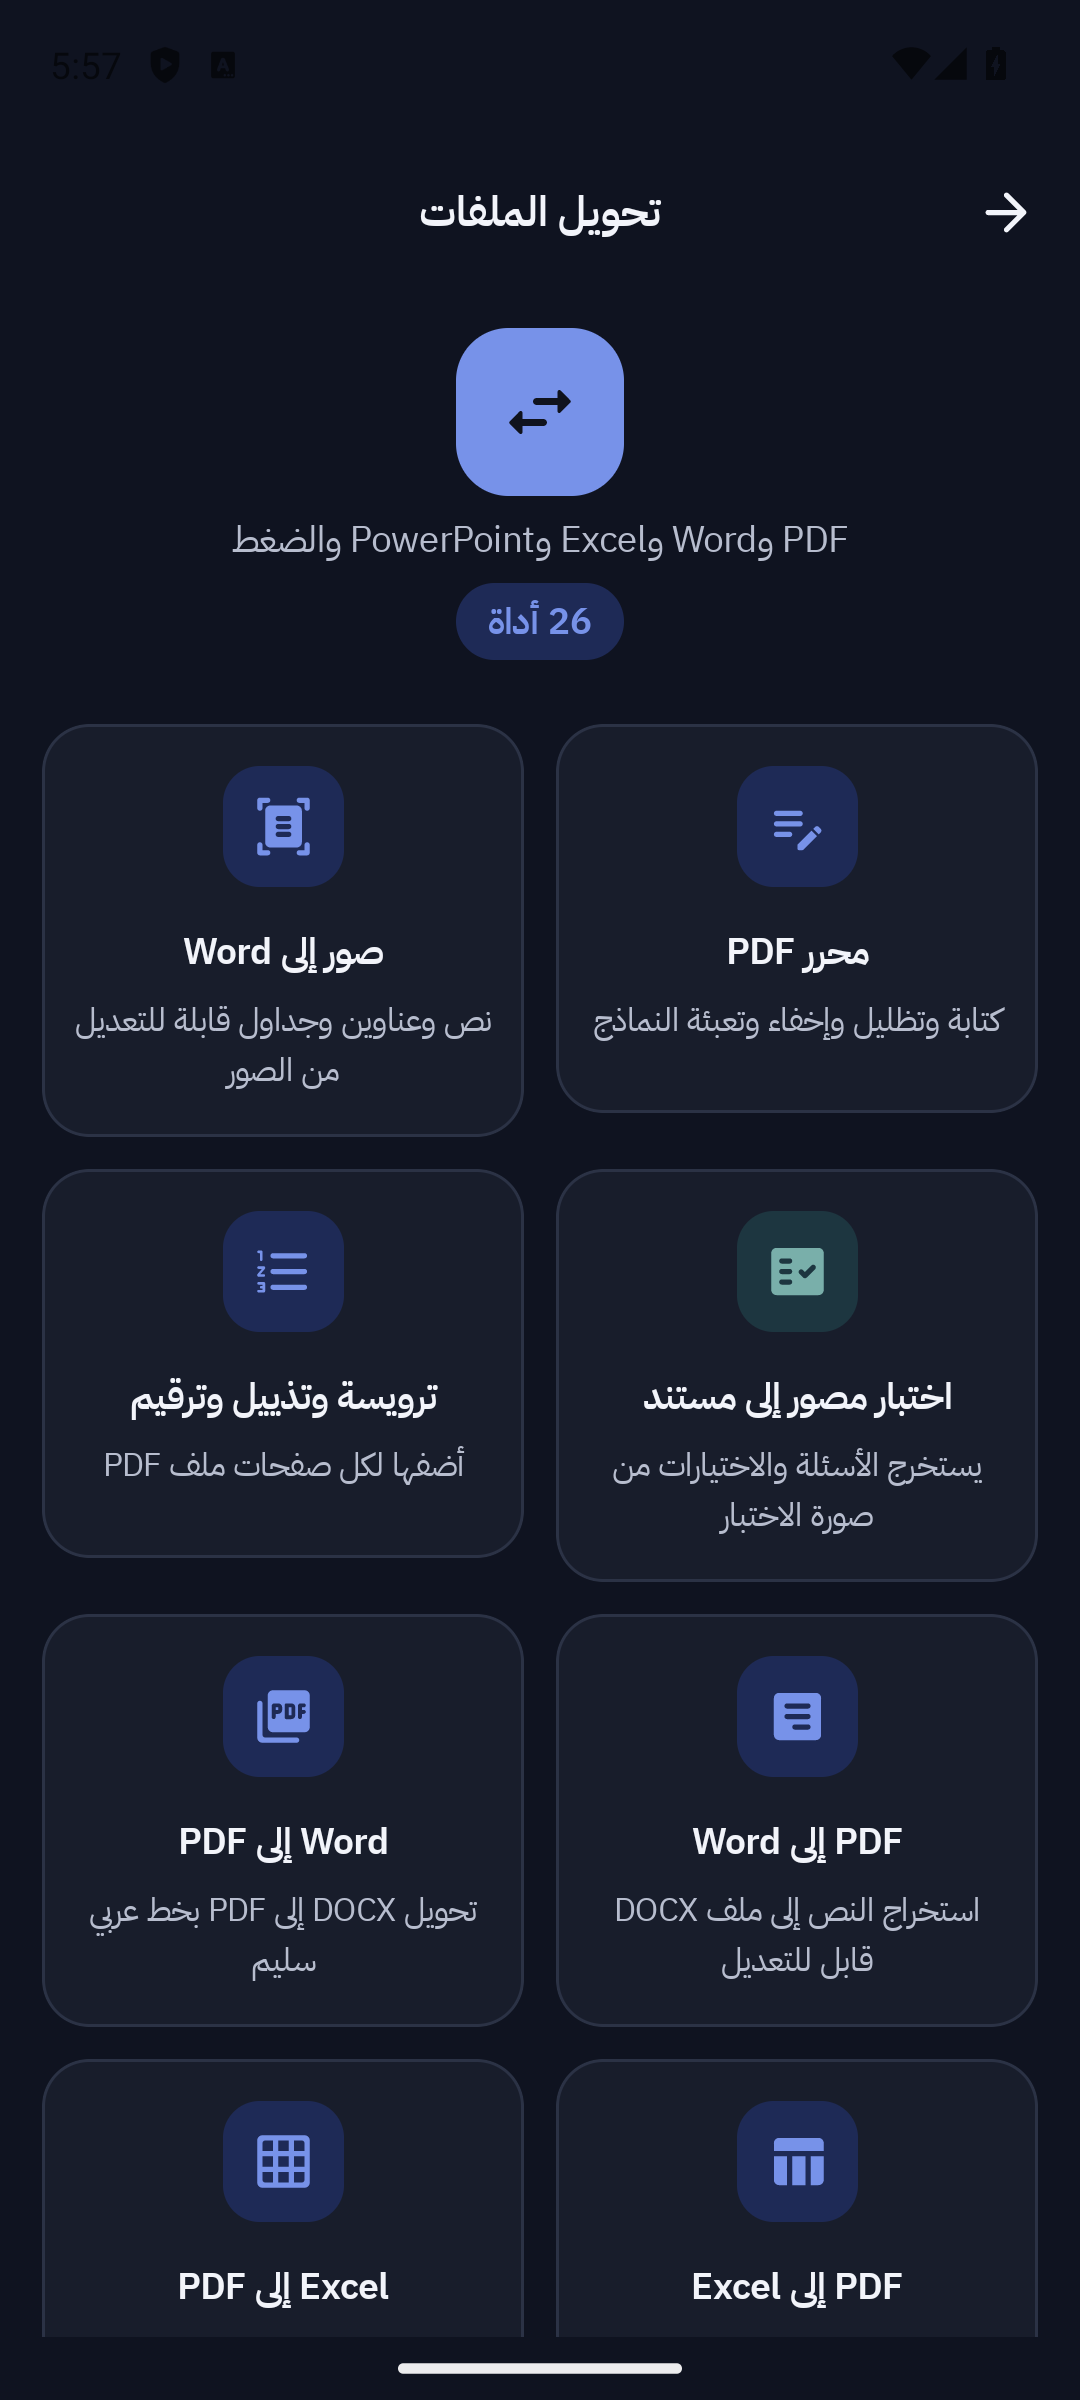 5:57
تحويل الملفات
PDF وWord وExcel وPowerPoint والضغط
26 أداة
محرر PDF
كتابة وتظليل وإخفاء وتعبئة النماذج
صور إلى Word
نص وعناوين وجداول قابلة للتعديل
من الصور
اختبار مصور إلى مستند
يستخرج الأسئلة والاختيارات من
صورة الاختبار
ترويسة وتذييل وترقيم
أضفها لكل صفحات ملف PDF
PDF إلى Word
استخراج النص إلى ملف DOCX
قابل للتعديل
PDF
Word إلى PDF
تحويل DOCX إلى PDF بخط عربي
سليم
PDF إلى Excel
Excel إلى PDF